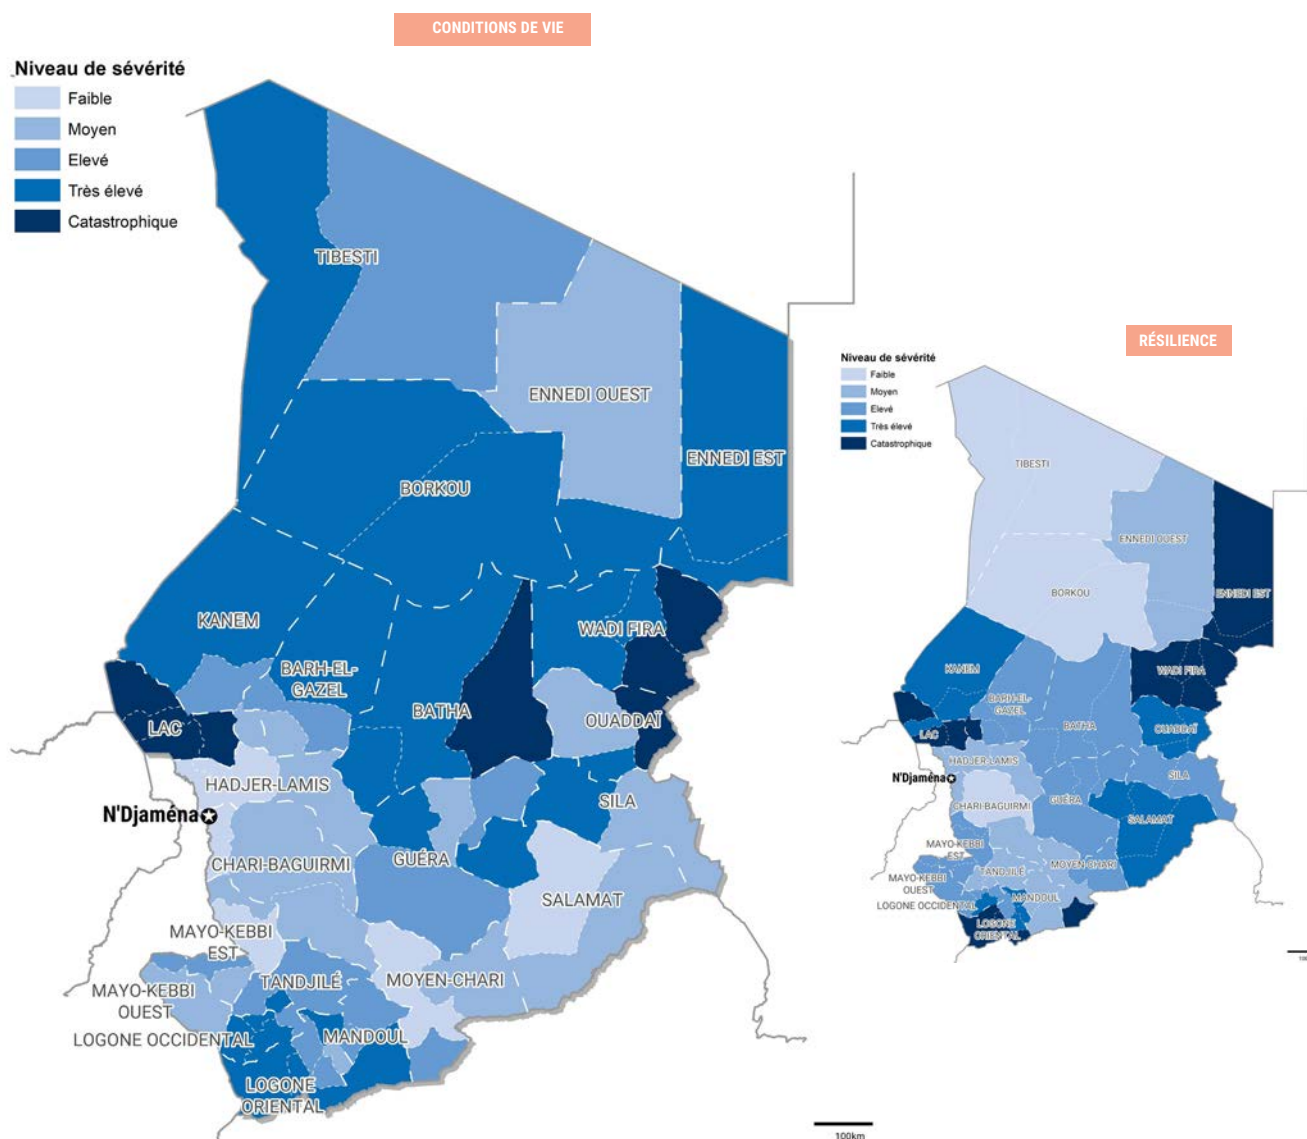 CONDITIONS DE VIE
Niveau de sévérité
Faible
Moyen
Elevé
Très élevé
Catastrophique
TIBESTI
ENNEDI OUEST
ENNEDI EST
BORKOU
KANEM
WADI FIRA
BARH-EL-
GAZEL
BATHA
OUADDAÏ
LAC
HADJER-LAMIS
SILA
N'Djaména
CHARI-BAGUIRMI
GUÉRA
SALAMAT
MAYO-KEBBI
EST
TANDJILÉ
MOYEN-CHARI
MAYO-KEBBI
OUEST
LOGONE OCCIDENTAL
MANDOUL
LOGONE
ORIENTAL
100km
RÉSILIENCE
Niveau de sévérité
Faible
Moyen
Elevé
Très élevé
Catastrophique
TIBESTI
ENNEDI OUEST
BORKOU
ENNEDI EST
KANEM
WADI FIRA
BARH-EL-
GAZEL
BATHA
OUADDAÏ
LAC
HADJER-LAMIS
SILA
N'Djaména
CHARI-BAGUIRMI
GUÉRA
SALAMAT
MAYO-KEBBI
EST
MOYEN-CHARI
TANDJILÉ
MAYO-KEBBI
OUEST
MANDOUL
LOGONE OCCIDENTAL
LOGONE
ORIENTAL